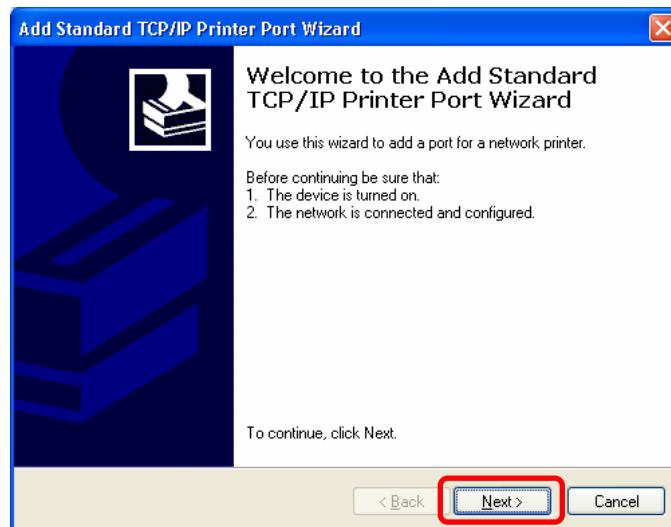 Add Standard TCP/IP Printer Port Wizard
Welcome to the Add Standard
TCP/IP Printer Port Wizard
You use this wizard to add a port for a network printer.
Before continuing be sure that:
1. The device is turned on.
2. The network is connected and configured.
To continue, click Next.
< Back
Next >
Cancel